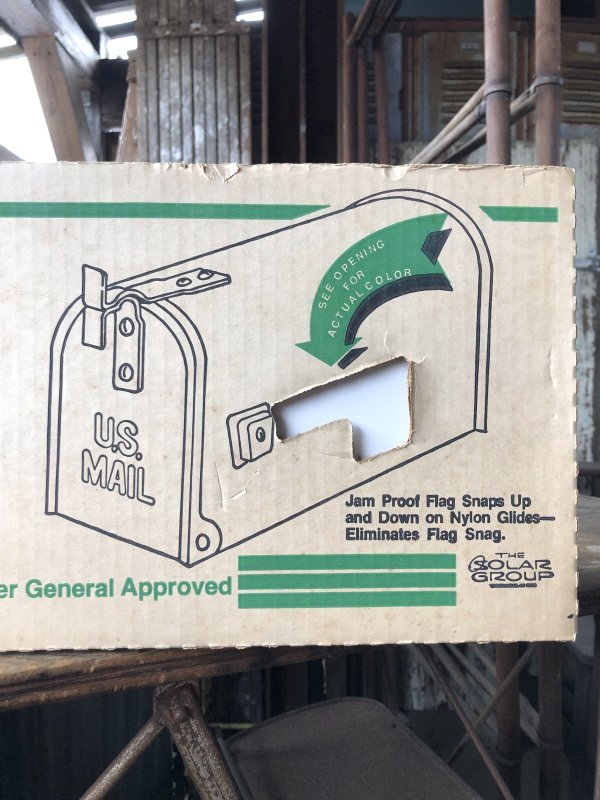 SEE OPENING
FOR
ACTUAL COLOR
U.S.
MAIL
Jam Proof Flag Snaps Up
and Down on Nylon Glides—
Eliminates Flag Snag.
er General Approved
THE
SOLAR
GROUP